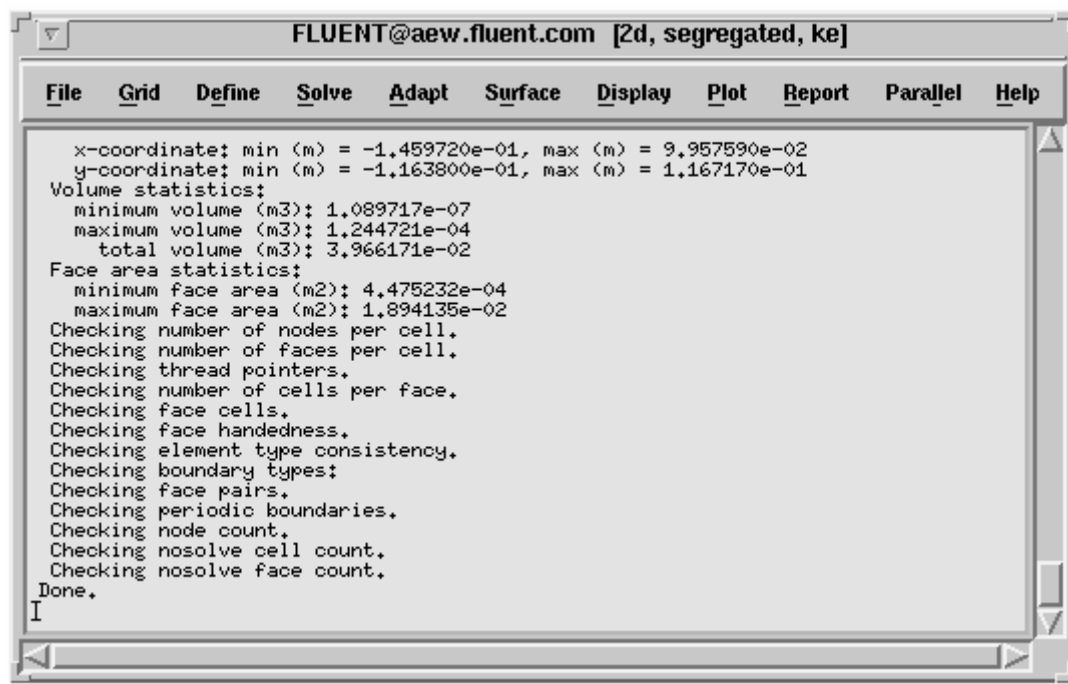 FLUENT@aew.fluent.com [2d, segregated, ke]
File Grid Define Solve Adapt Surface Display Plot Report Parallel Help
x-coordinate: min (m) = -1.459720e-01, max (m) = 9.957590e-02
y-coordinate: min (m) = -1.163800e-01, max (m) = 1.167170e-01
Volume statistics:
minimum volume (m3): 1.089717e-07
maximum volume (m3): 1.244721e-04
total volume (m3): 3.966171e-02
Face area statistics:
minimum face area (m2): 4.475232e-04
maximum face area (m2): 1.894135e-02
Checking number of nodes per cell.
Checking number of faces per cell.
Checking thread pointers.
Checking number of cells per face.
Checking face cells.
Checking face handedness.
Checking element type consistency.
Checking boundary types:
Checking face pairs.
Checking periodic boundaries.
Checking node count.
Checking nosolve cell count.
Checking nosolve face count.
Done.